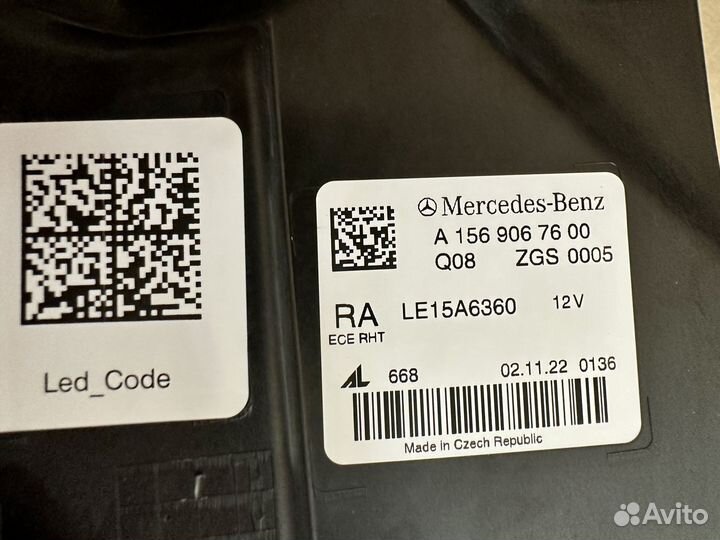 Led_Code
Mercedes-Benz
A 156 906 76 00
Q08 ZGS 0005
RA LE15A6360 12V
ECE RHT
AL 668 02.11.22 0136
Made in Czech Republic
Avito